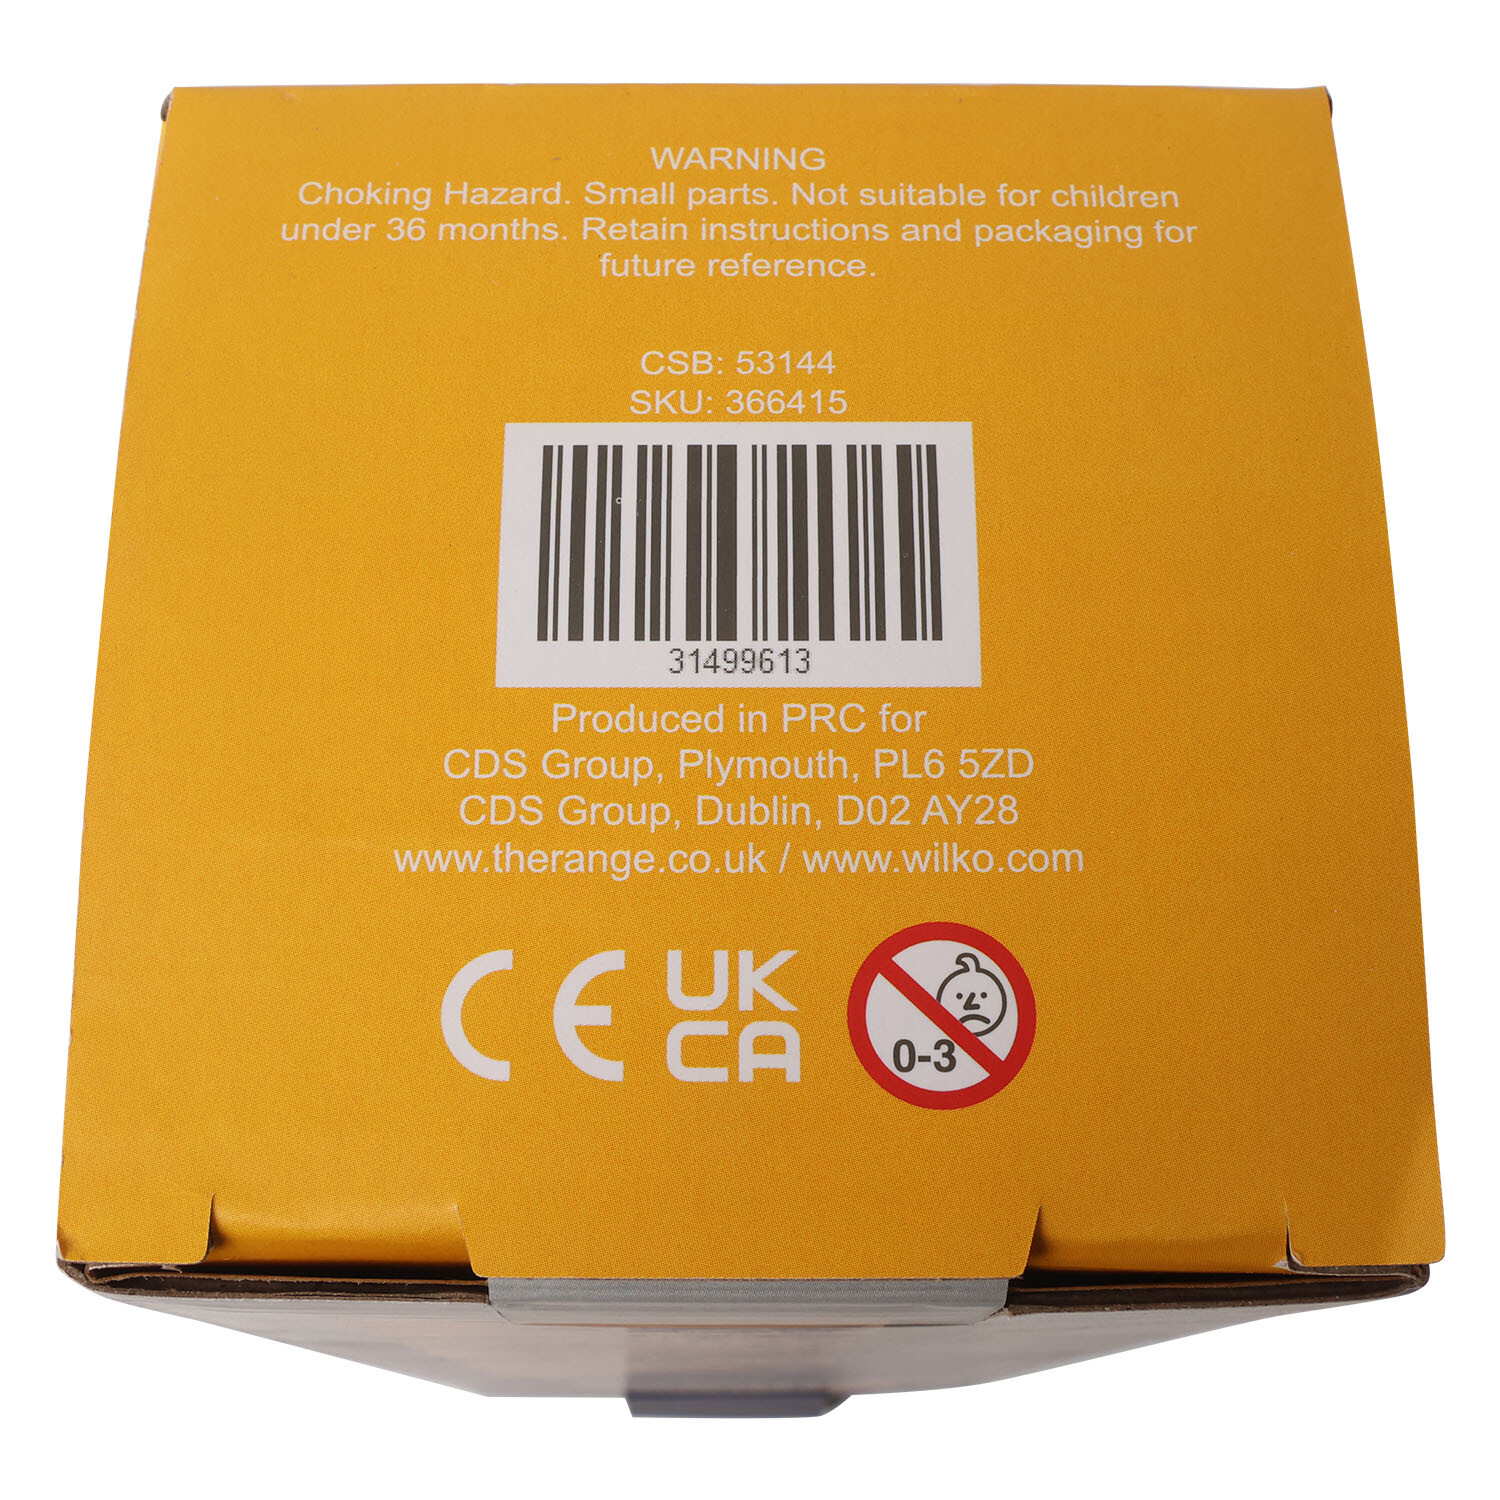 WARNING
Choking Hazard. Small parts. Not suitable for children
under 36 months. Retain instructions and packaging for
future reference.
CSB: 53144
SKU: 366415
31499613
Produced in PRC for
CDS Group, Plymouth, PL6 5ZD
CDS Group, Dublin, D02 AY28
www.therange.co.uk / www.wilko.com
CE UK
CA
0-3